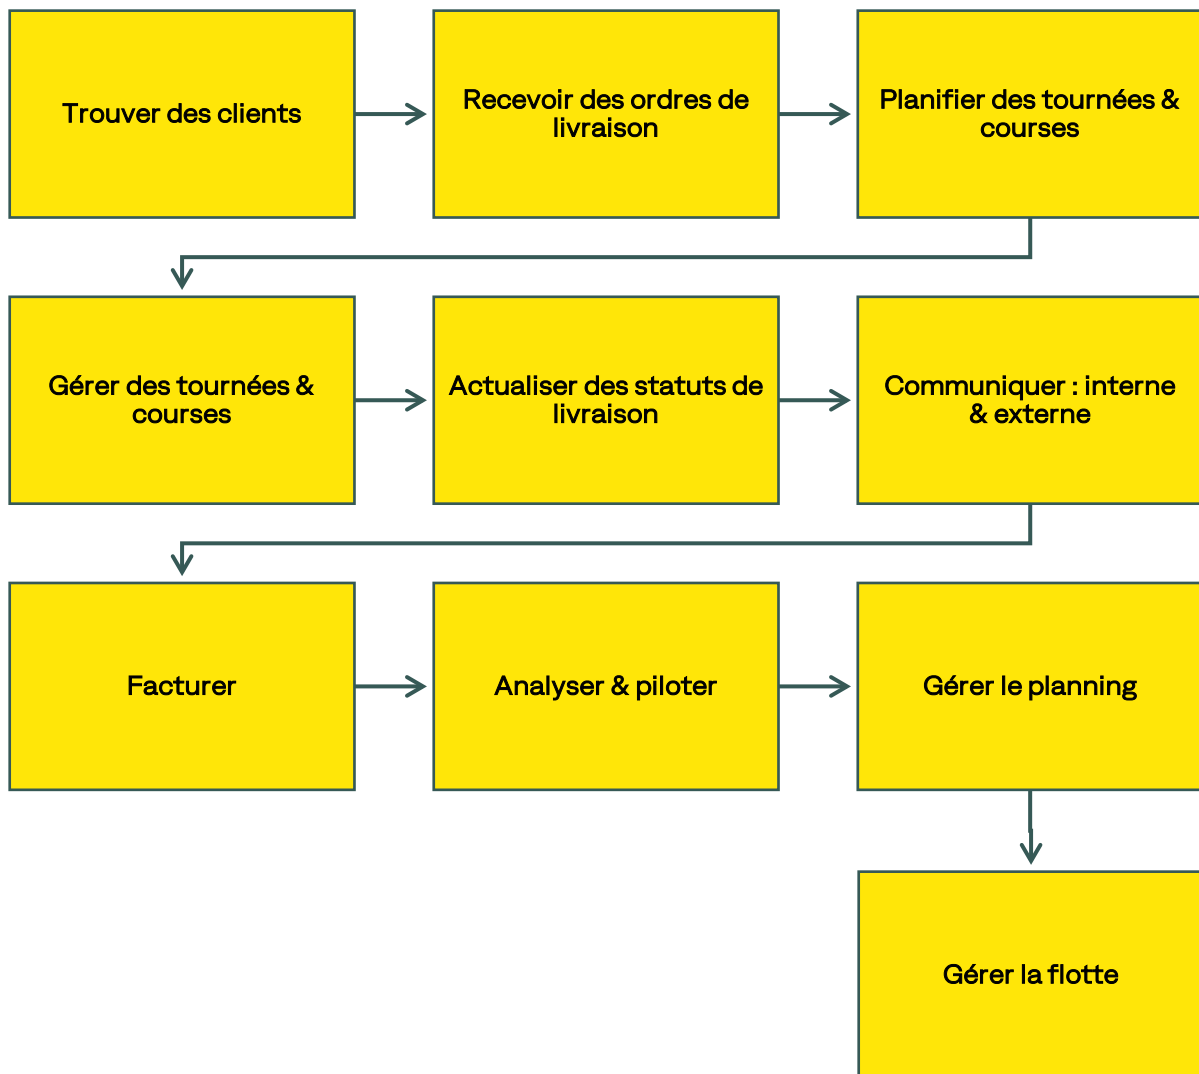 Trouver des clients
Recevoir des ordres de
livraison
Planifier des tournées &
courses
Gérer des tournées &
courses
Actualiser des statuts de
livraison
Communiquer : interne
& externe
Facturer
Analyser & piloter
Gérer le planning
Gérer la flotte